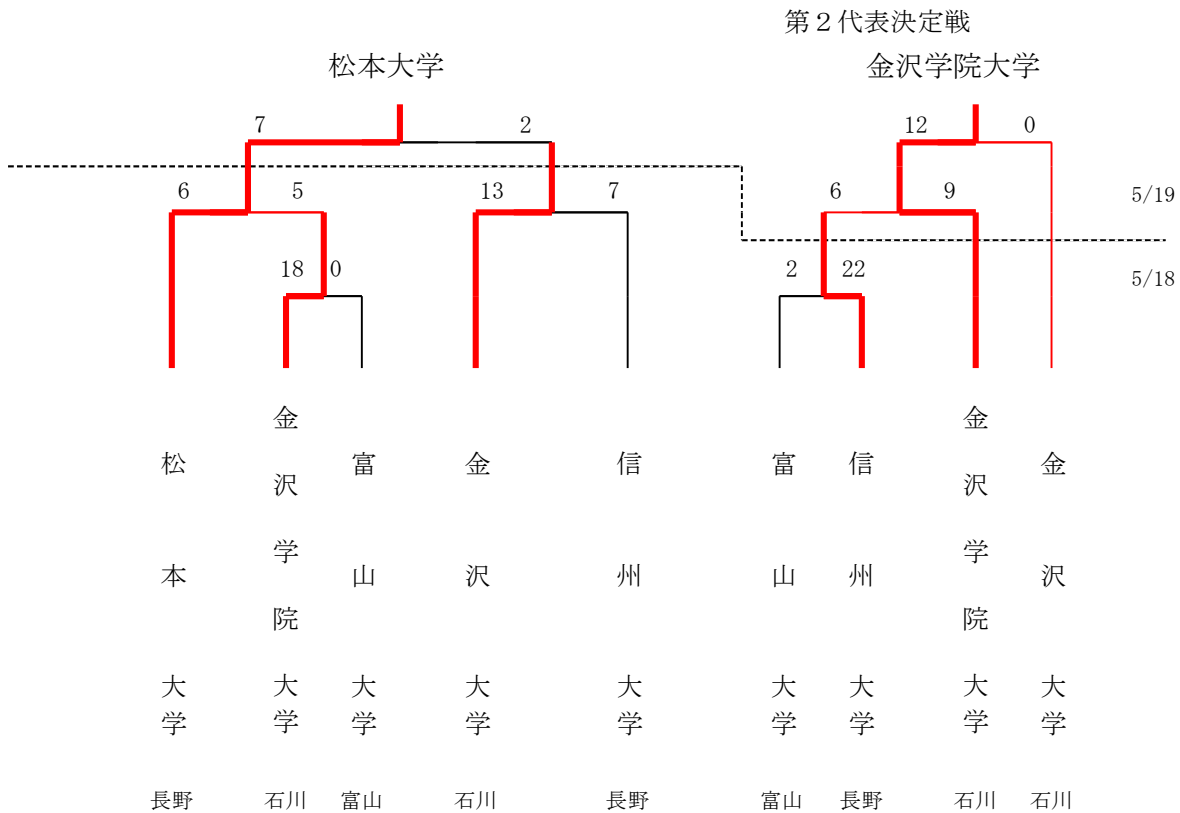 第２代表決定戦
松本大学
金沢学院大学
7
2
12
0
6
5
13
7
6
9
5/19
18
0
2
22
5/18
松本大学
金沢学院大学
富山大学
金沢大学
信州大学
富山大学
信州大学
金沢学院大学
金沢大学
長野
石川
富山
石川
長野
富山
長野
石川
石川